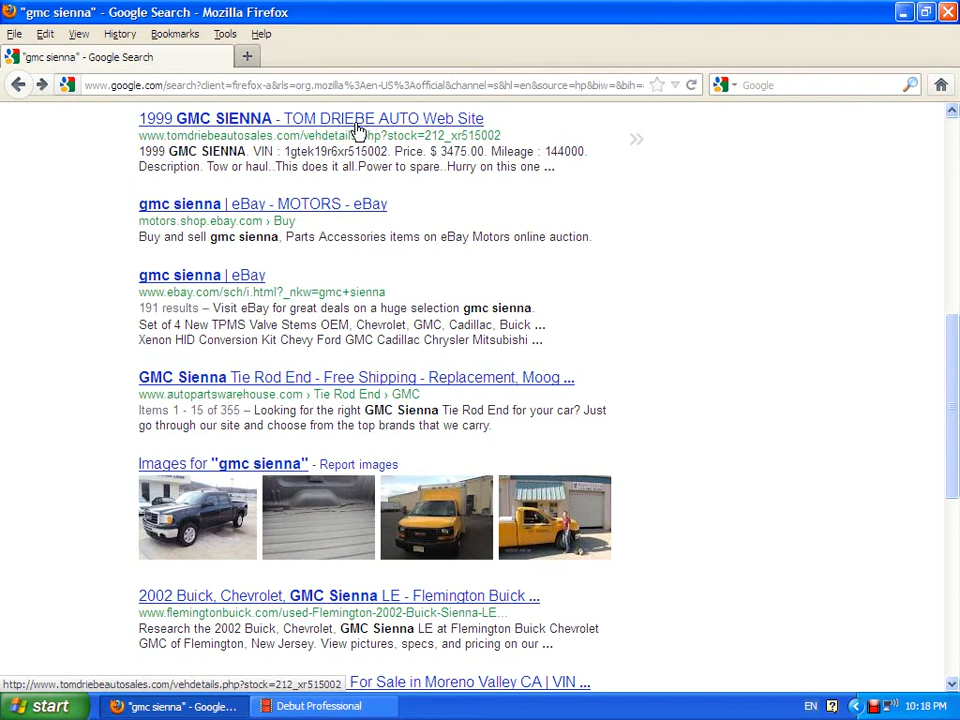 "gmc sienna" - Google Search - Mozilla Firefox
File Edit View History Bookmarks Tools Help
"gmc sienna" - Google Search
www.google.com/search?client=firefox-a&rls=org.mozilla%3Aen-US%3Aofficial&channel=s&hl=en&source=hp&biw=&bih=
Google
1999 GMC SIENNA - TOM DRIEBE AUTO Web Site
www.tomdriebeautosales.com/vehdetails.php?stock=212_xr515002
1999 GMC SIENNA. VIN : 1gtek19r6xr515002. Price. $ 3475.00. Mileage : 144000.
Description. Tow or haul..This does it all.Power to spare..Hurry on this one ...
gmc sienna | eBay - MOTORS - eBay
motors.shop.ebay.com › Buy
Buy and sell gmc sienna, Parts Accessories items on eBay Motors online auction.
gmc sienna | eBay
www.ebay.com/sch/i.html?_nkw=gmc+sienna
191 results – Visit eBay for great deals on a huge selection gmc sienna.
Set of 4 New TPMS Valve Stems OEM, Chevrolet, GMC, Cadillac, Buick ...
Xenon HID Conversion Kit Chevy Ford GMC Cadillac Chrysler Mitsubishi ...
GMC Sienna Tie Rod End - Free Shipping - Replacement, Moog ...
www.autopartswarehouse.com › Tie Rod End › GMC
Items 1 - 15 of 355 – Looking for the right GMC Sienna Tie Rod End for your car? Just
go through our site and choose from the top brands that we carry.
Images for "gmc sienna" - Report images
2002 Buick, Chevrolet, GMC Sienna LE - Flemington Buick ...
www.flemingtonbuick.com/used-Flemington-2002-Buick-Sienna-LE...
Research the 2002 Buick, Chevrolet, GMC Sienna LE at Flemington Buick Chevrolet
GMC of Flemington, New Jersey. View pictures, specs, and pricing on our ...
For Sale in Moreno Valley CA | VIN ...
http://www.tomdriebeautosales.com/vehdetails.php?stock=212_xr515002
start
"gmc sienna" - Google...
Debut Professional
EN
10:18 PM